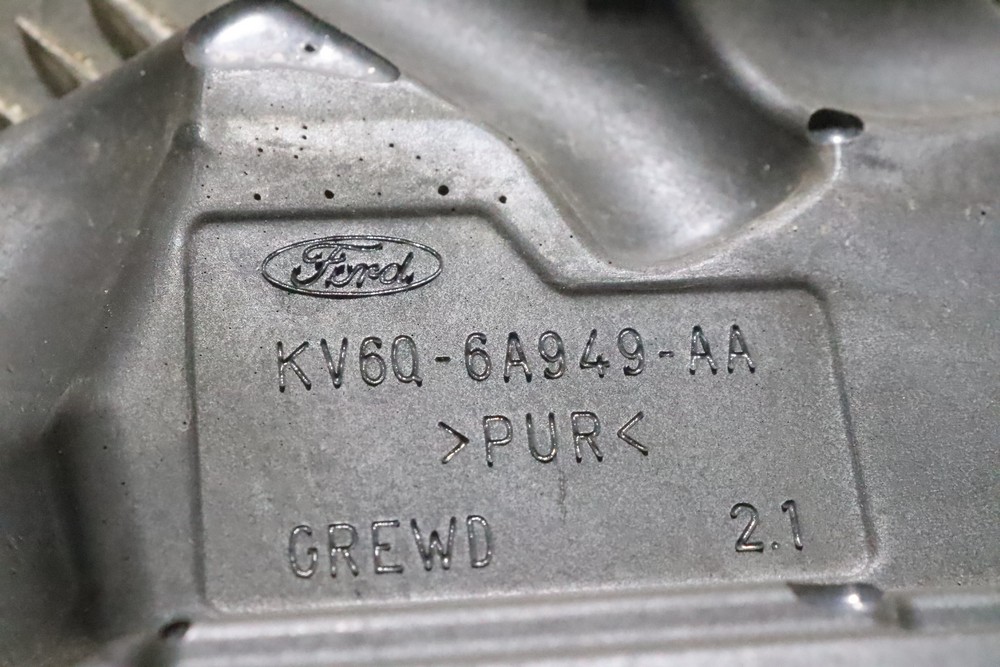 Ford
KV6Q-6A949-AA
>PUR<
GREWD 2.1